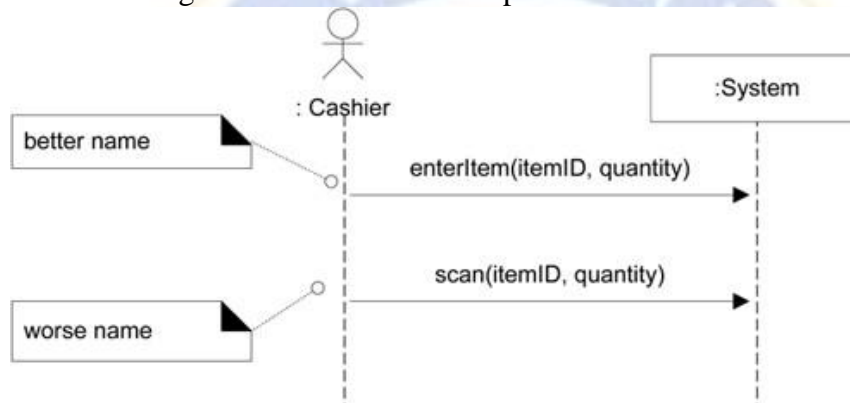 : Cashier
:System
better name
enterItem(itemID, quantity)
scan(itemID, quantity)
worse name